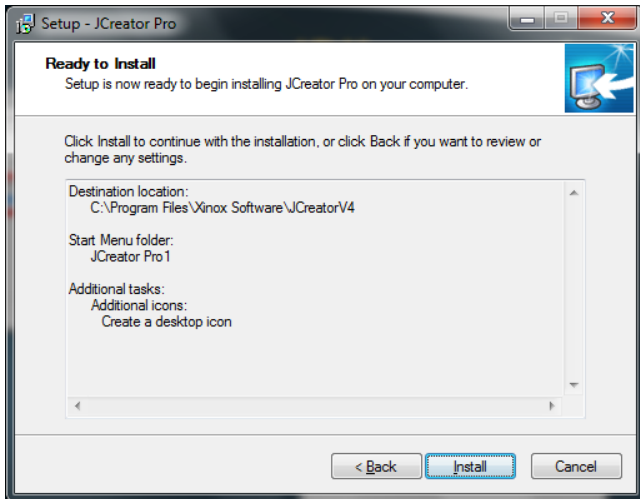 Setup - JCreator Pro
Ready to Install
Setup is now ready to begin installing JCreator Pro on your computer.
Click Install to continue with the installation, or click Back if you want to review or
change any settings.
Destination location:
C:\Program Files\Xinox Software\JCreatorV4
Start Menu folder:
JCreator Pro1
Additional tasks:
Additional icons:
Create a desktop icon
< Back
Install
Cancel